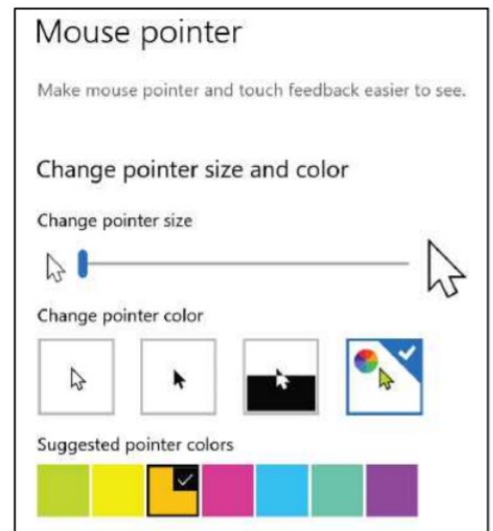 Mouse pointer
Make mouse pointer and touch feedback easier to see.
Change pointer size and color
Change pointer size
Change pointer color
Suggested pointer colors